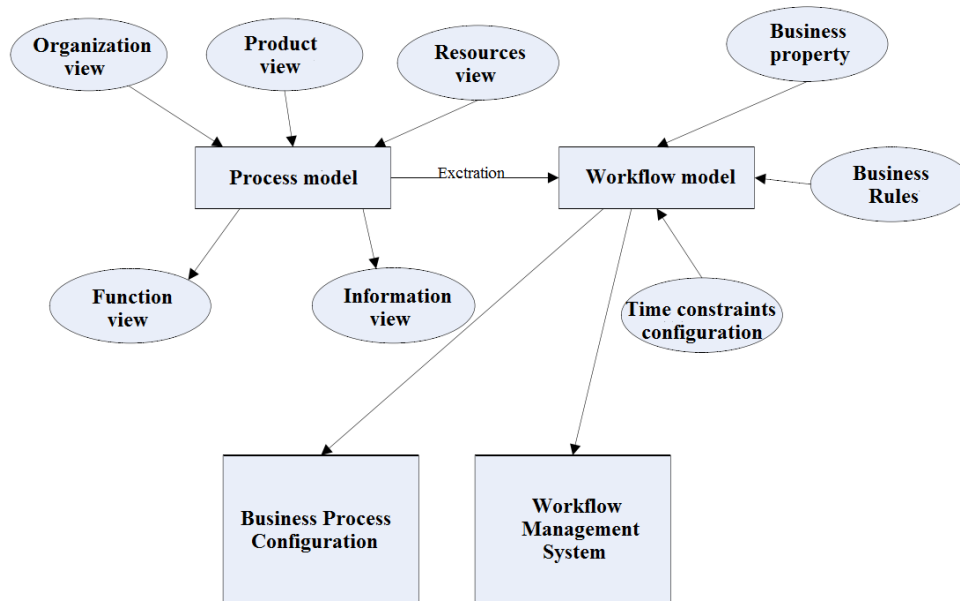 Organization
view
Product
view
Resources
view
Business
property
Process model
Exctration
Workflow model
Business
Rules
Function
view
Information
view
Time constraints
configuration
Business Process
Configuration
Workflow
Management
System